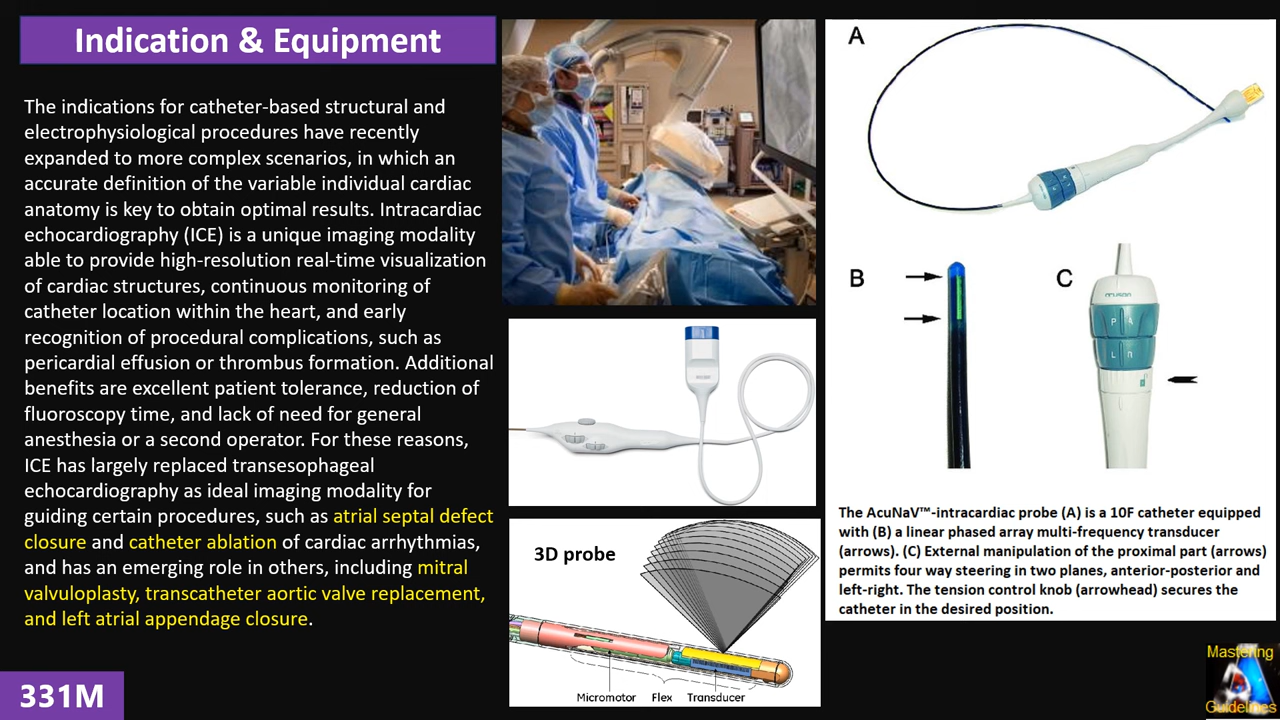 Indication & Equipment
The indications for catheter-based structural and
electrophysiological procedures have recently
expanded to more complex scenarios, in which an
accurate definition of the variable individual cardiac
anatomy is key to obtain optimal results. Intracardiac
echocardiography (ICE) is a unique imaging modality
able to provide high-resolution real-time visualization
of cardiac structures, continuous monitoring of
catheter location within the heart, and early
recognition of procedural complications, such as
pericardial effusion or thrombus formation. Additional
benefits are excellent patient tolerance, reduction of
fluoroscopy time, and lack of need for general
anesthesia or a second operator. For these reasons,
ICE has largely replaced transesophageal
echocardiography as ideal imaging modality for
guiding certain procedures, such as atrial septal defect
closure and catheter ablation of cardiac arrhythmias,
and has an emerging role in others, including mitral
valvuloplasty, transcatheter aortic valve replacement,
and left atrial appendage closure.
331M
3D probe
Micromotor Flex Transducer
A
B
C
acuson
P A
L
The AcuNaV™-intracardiac probe (A) is a 10F catheter equipped
with (B) a linear phased array multi-frequency transducer
(arrows). (C) External manipulation of the proximal part (arrows)
permits four way steering in two planes, anterior-posterior and
left-right. The tension control knob (arrowhead) secures the
catheter in the desired position.
Mastering
Guidelines